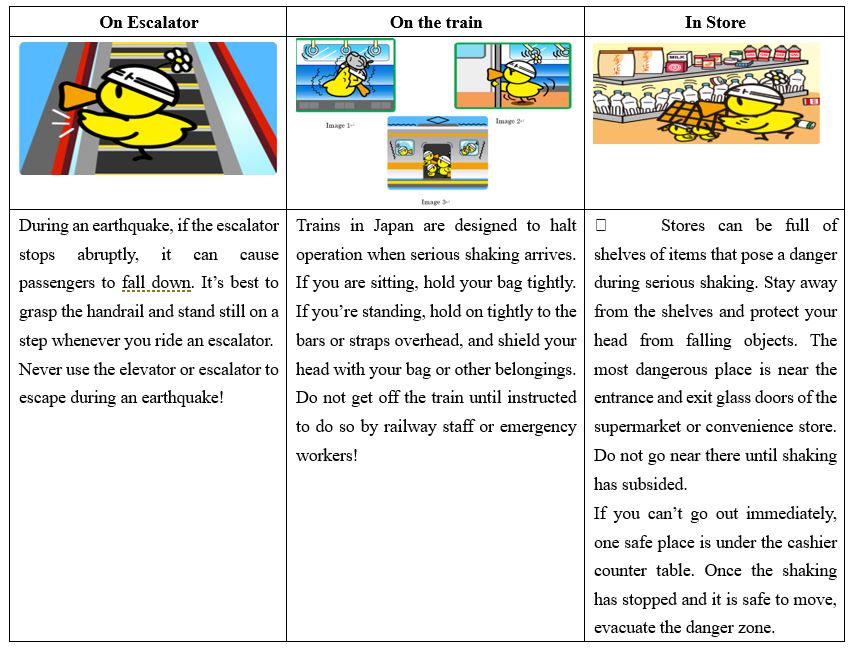 On Escalator
On the train
In Store
Image 1
Image 2
Image 3
MILK
During an earthquake, if the escalator
stops abruptly, it can cause
passengers to fall down. It’s best to
grasp the handrail and stand still on a
step whenever you ride an escalator.
Never use the elevator or escalator to
escape during an earthquake!
Trains in Japan are designed to halt
operation when serious shaking arrives.
If you are sitting, hold your bag tightly.
If you’re standing, hold on tightly to the
bars or straps overhead, and shield your
head with your bag or other belongings.
Do not get off the train until instructed
to do so by railway staff or emergency
workers!
□ Stores can be full of
shelves of items that pose a danger
during serious shaking. Stay away
from the shelves and protect your
head from falling objects. The
most dangerous place is near the
entrance and exit glass doors of the
supermarket or convenience store.
Do not go near there until shaking
has subsided.
If you can’t go out immediately,
one safe place is under the cashier
counter table. Once the shaking
has stopped and it is safe to move,
evacuate the danger zone.